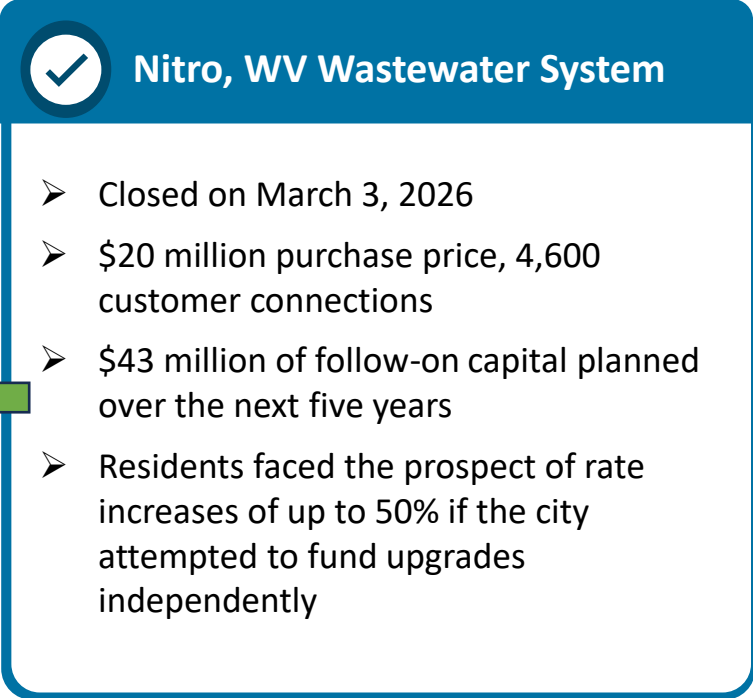 Nitro, WV Wastewater System
➢ Closed on March 3, 2026
➢ $20 million purchase price, 4,600
customer connections
➢ $43 million of follow-on capital planned
over the next five years
➢ Residents faced the prospect of rate
increases of up to 50% if the city
attempted to fund upgrades
independently